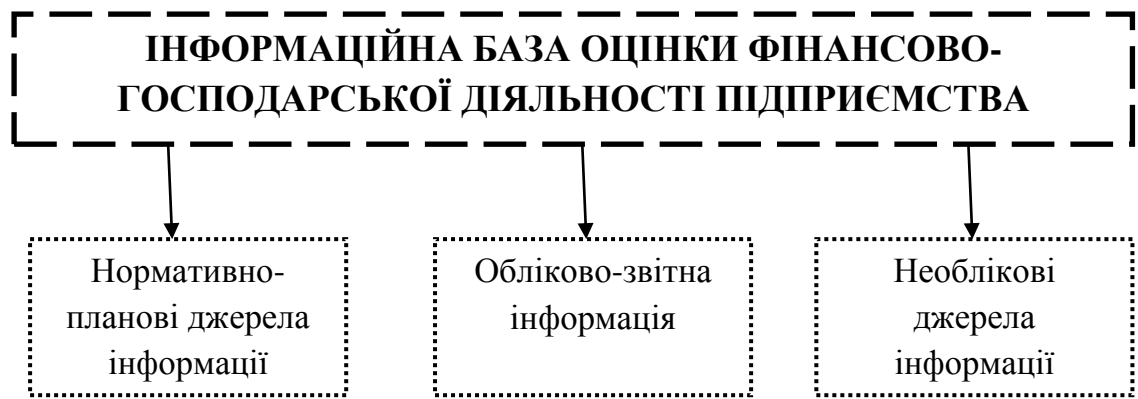 ІНФОРМАЦІЙНА БАЗА ОЦІНКИ ФІНАНСОВО-
ГОСПОДАРСЬКОЇ ДІЯЛЬНОСТІ ПІДПРИЄМСТВА
Нормативно-
планові джерела
інформації
Обліково-звітна
інформація
Необлікові
джерела
інформації